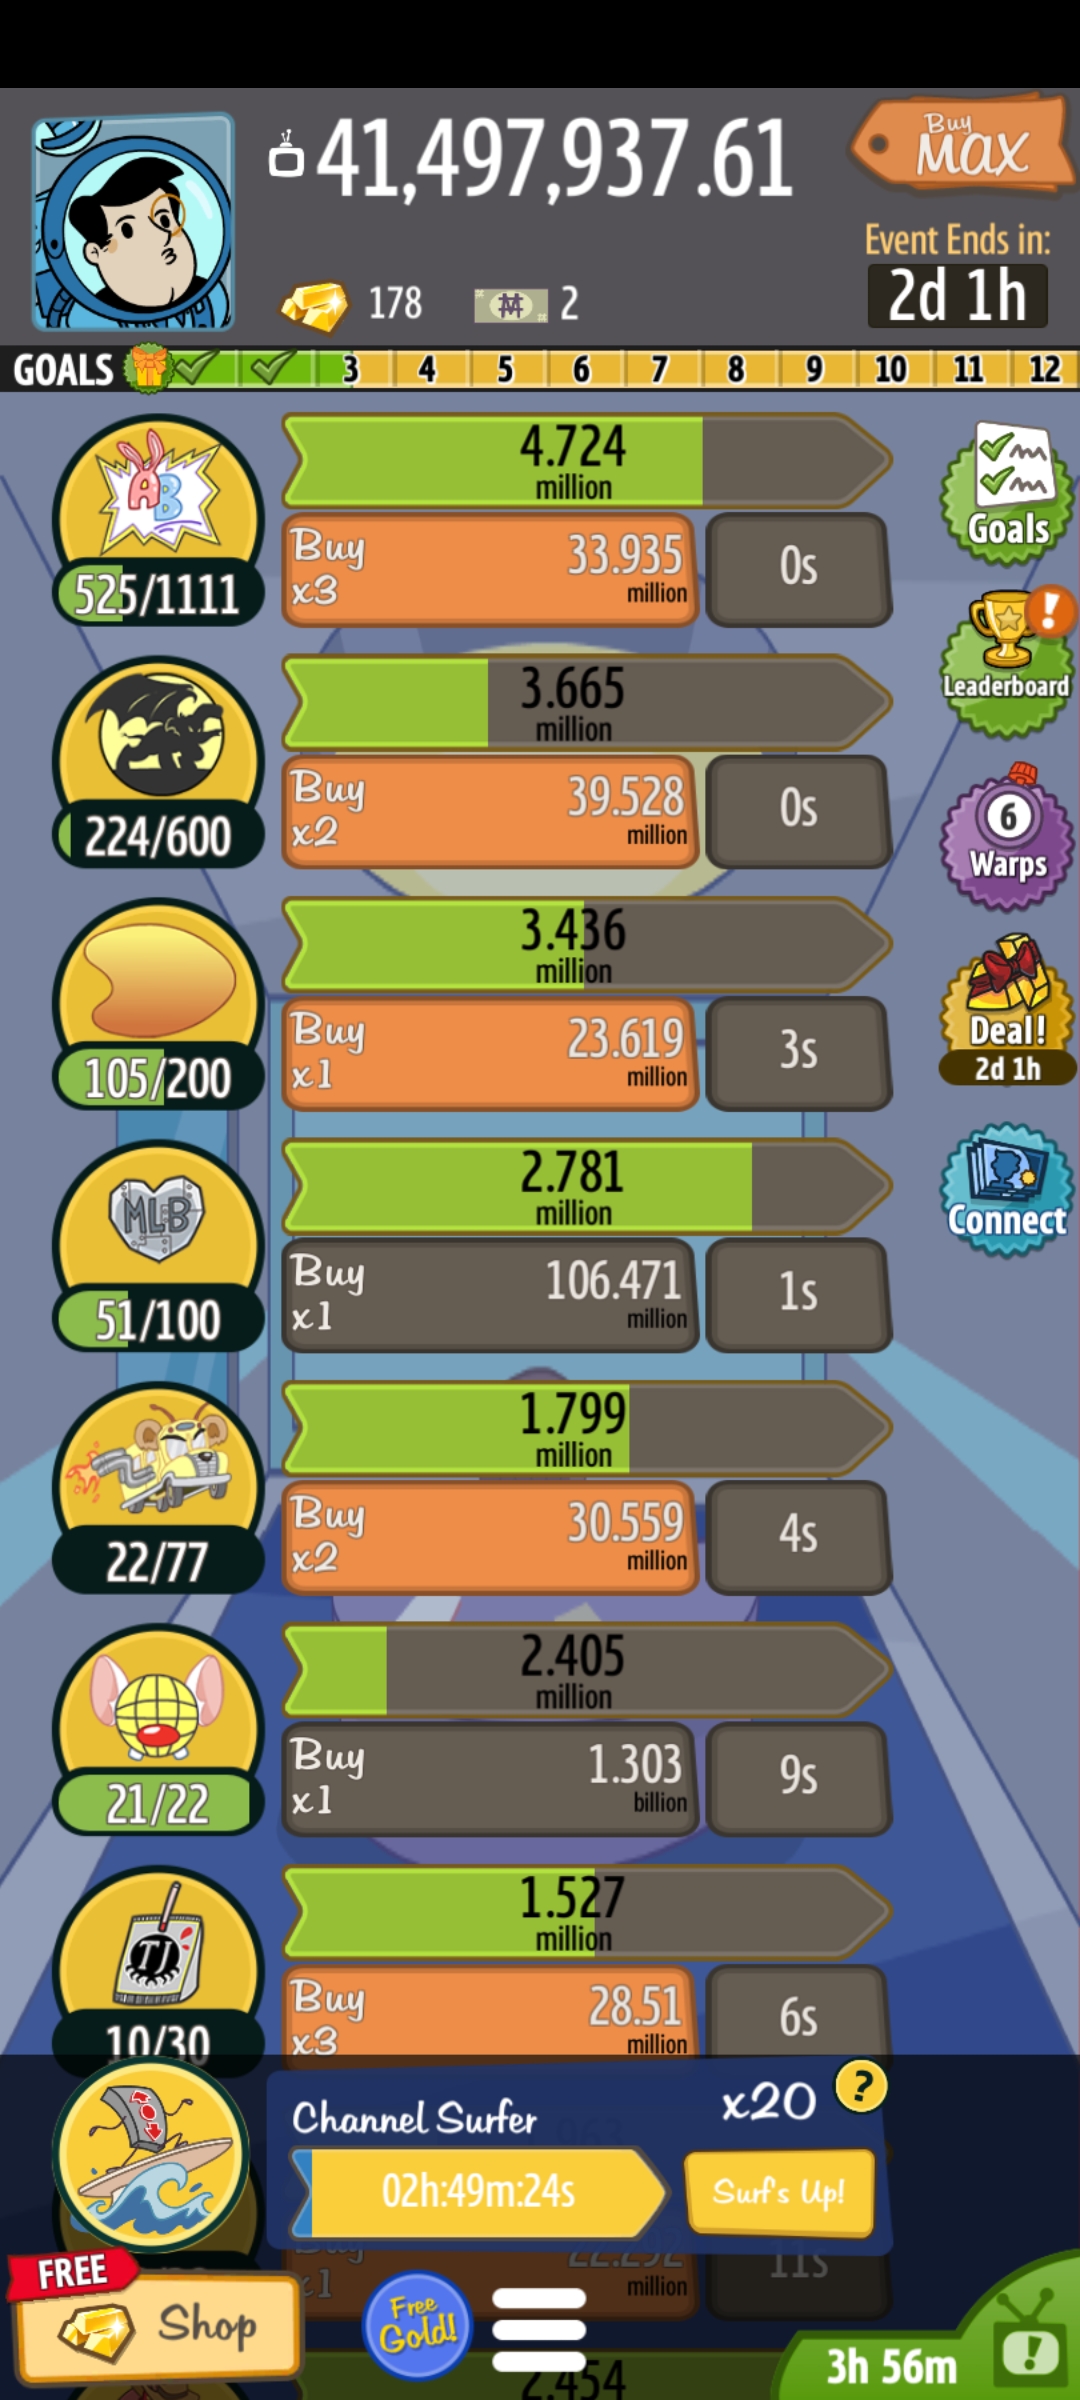 41,497,937.61
Buy
MAX
Event Ends in:
2d 1h
178
2
GOALS 3 4 5 6 7 8 9 10 11 12
AB
4.724
million
525/1111
Buy
x3
33.935
million
0s
Goals
3.665
million
224/600
Buy
x2
39.528
million
0s
!
Leaderboard
6
Warps
3.436
million
105/200
Buy
x1
23.619
million
3s
Deal!
2d 1h
MLB
2.781
million
51/100
Buy
x1
106.471
million
1s
Connect
1.799
million
22/77
Buy
x2
30.559
million
4s
2.405
million
21/22
Buy
x1
1.303
billion
9s
TJ
1.527
million
10/30
Buy
x3
28.51
million
6s
Channel Surfer
x20
?
02h:49m:24s
Surf's Up!
Buy
x1
22.292
million
11s
FREE
Shop
Free
Gold!
2.454
3h 56m
!